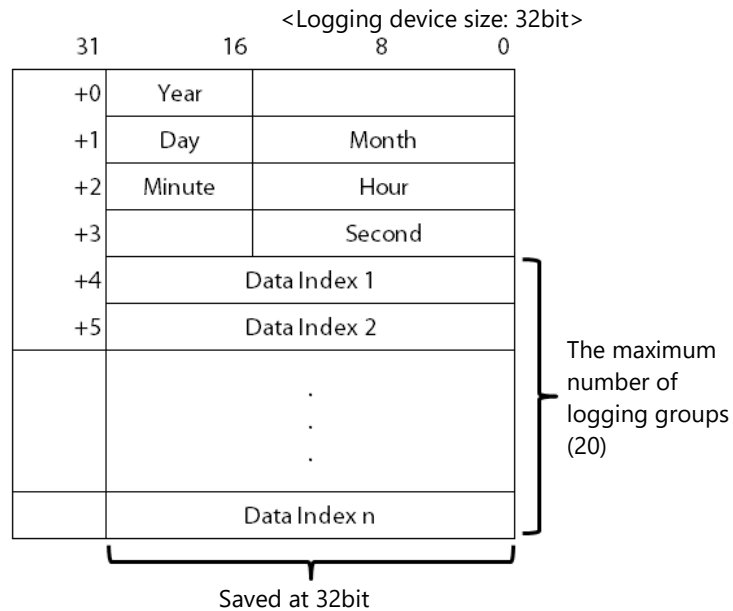 <Logging device size: 32bit>
31 16 8 0
+0 Year
+1 Day Month
+2 Minute Hour
+3 Second
+4 Data Index 1
+5 Data Index 2
.
.
.
Data Index n
The maximum
number of
logging groups
(20)
Saved at 32bit